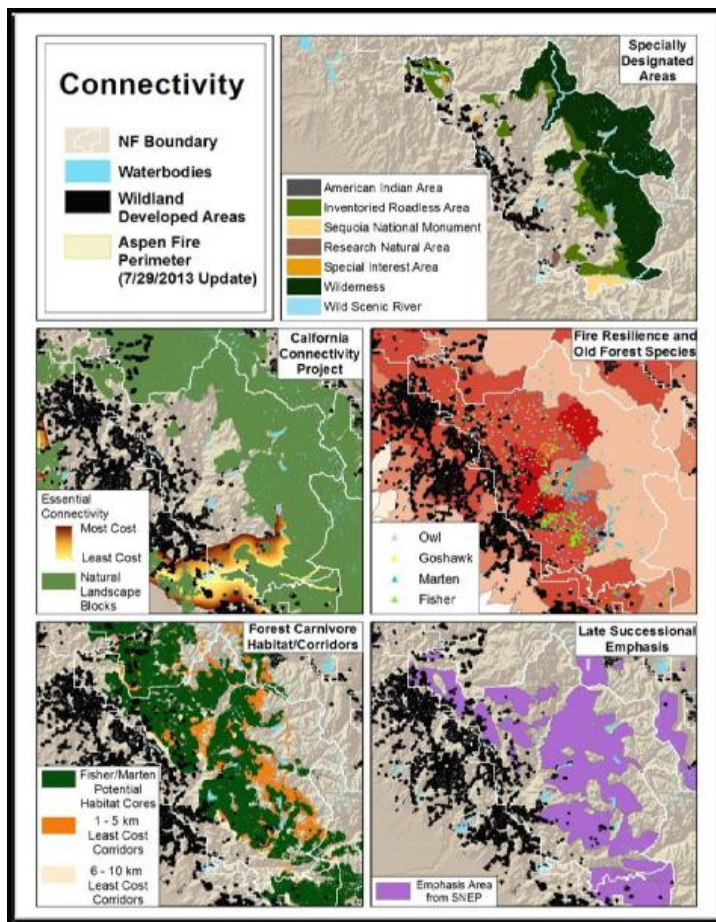 Connectivity
NF Boundary
Waterbodies
Wildland
Developed Areas
Aspen Fire
Perimeter
(7/29/2013 Update)
Specially
Designated
Areas
American Indian Area
Inventoried Roadless Area
Sequoia National Monument
Research Natural Area
Special Interest Area
Wilderness
Wild Scenic River
Calfornia
Connectivity
Project
Essential
Connectivity
Most Cost
Least Cost
Natural
Landscape
Blocks
Fire Resilience and
Old Forest Species
Owl
Goshawk
Marten
Fisher
Forest Carnivore
Habitat/Corridors
Fisher/Marten
Potential
Habitat Cores
1 - 5 km
Least Cost
Corridors
6 - 10 km
Least Cost
Corridors
Late Successional
Emphasis
Emphasis Area
from SNEP